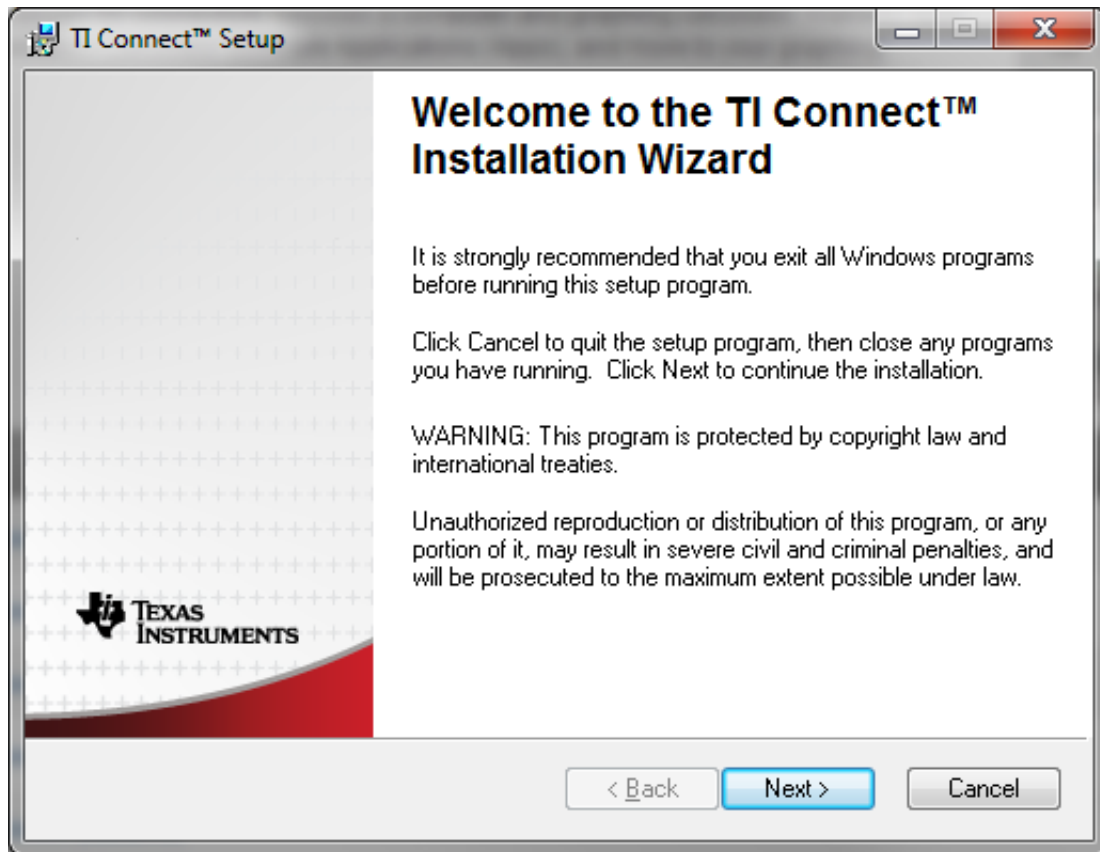 TI Connect™ Setup
Welcome to the TI Connect™
Installation Wizard
It is strongly recommended that you exit all Windows programs
before running this setup program.
Click Cancel to quit the setup program, then close any programs
you have running.  Click Next to continue the installation.
WARNING: This program is protected by copyright law and
international treaties.
Unauthorized reproduction or distribution of this program, or any
portion of it, may result in severe civil and criminal penalties, and
will be prosecuted to the maximum extent possible under law.
TEXAS
INSTRUMENTS
< Back Next > Cancel